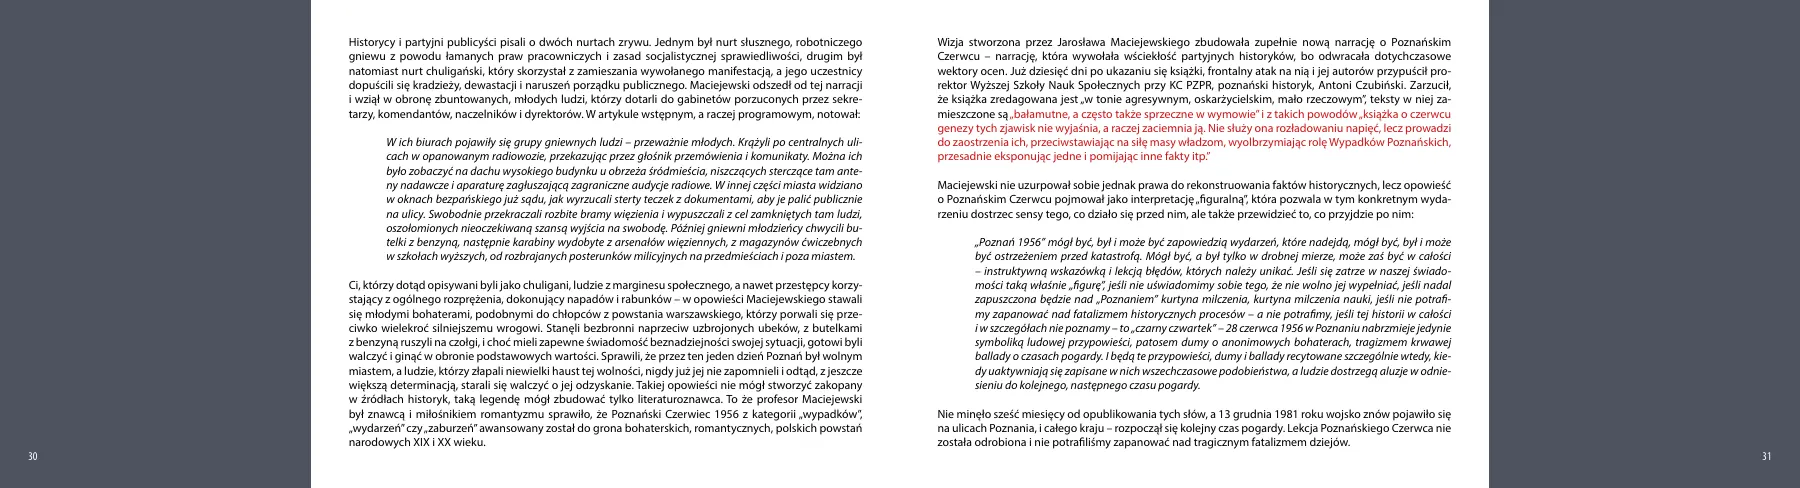 Historycy i partyjni publicyści pisali o dwóch nurtach zrywu. Jednym był nurt słusznego, robotniczego
gniewu z powodu łamanych praw pracowniczych i zasad socjalistycznej sprawiedliwości, drugim był
natomiast nurt chuligański, który skorzystał z zamieszania wywołanego manifestacją, a jego uczestnicy
dopuścili się kradzieży, dewastacji i naruszeń porządku publicznego. Maciejewski odszedł od tej narracji
i wziął w obronę zbuntowanych, młodych ludzi, którzy dotarli do gabinetów porzuconych przez sekre-
tarzy, komendantów, naczelników i dyrektorów. W artykule wstępnym, a raczej programowym, notował:
W ich biurach pojawiły się grupy gniewnych ludzi – przeważnie młodych. Krążyli po centralnych uli-
cach w opanowanym radiowozie, przekazując przez głośnik przemówienia i komunikaty. Można ich
było zobaczyć na dachu wysokiego budynku u obrzeża śródmieścia, niszczących sterczące tam ante-
ny nadawcze i aparaturę zagłuszającą zagraniczne audycje radiowe. W innej części miasta widziano
w oknach bezpańskiego już sądu, jak wyrzucali sterty teczek z dokumentami, aby je palić publicznie
na ulicy. Swobodnie przekraczali rozbite bramy więzienia i wypuszczali z cel zamkniętych tam ludzi,
oszołomionych nieoczekiwaną szansą wyjścia na swobodę. Później gniewni młodzieńcy chwycili bu-
telki z benzyną, następnie karabiny wydobyte z arsenałów więziennych, z magazynów ćwiczebnych
w szkołach wyższych, od rozbrajanych posterunków milicyjnych na przedmieściach i poza miastem.
Ci, którzy dotąd opisywani byli jako chuligani, ludzie z marginesu społecznego, a nawet przestępcy korzy-
stający z ogólnego rozprężenia, dokonujący napadów i rabunków – w opowieści Maciejewskiego stawali
się młodymi bohaterami, podobnymi do chłopców z powstania warszawskiego, którzy porwali się prze-
ciwko wielekroć silniejszemu wrogowi. Stanęli bezbronni naprzeciw uzbrojonych ubeków, z butelkami
z benzyną ruszyli na czołgi, i choć mieli zapewne świadomość beznadziejności swojej sytuacji, gotowi byli
walczyć i ginąć w obronie podstawowych wartości. Sprawili, że przez ten jeden dzień Poznań był wolnym
miastem, a ludzie, którzy złapali niewielki haust tej wolności, nigdy już jej nie zapomnieli i odtąd, z jeszcze
większą determinacją, starali się walczyć o jej odzyskanie. Takiej opowieści nie mógł stworzyć zakopany
w źródłach historyk, taką legendę mógł zbudować tylko literaturoznawca. To że profesor Maciejewski
był znawcą i miłośnikiem romantyzmu sprawiło, że Poznański Czerwiec 1956 z kategorii „wypadków”,
„wydarzeń” czy „zaburzeń” awansowany został do grona bohaterskich, romantycznych, polskich powstań
narodowych XIX i XX wieku.
30
Wizja stworzona przez Jarosława Maciejewskiego zbudowała zupełnie nową narrację o Poznańskim
Czerwcu – narrację, która wywołała wściekłość partyjnych historyków, bo odwracała dotychczasowe
wektory ocen. Już dziesięć dni po ukazaniu się książki, frontalny atak na nią i jej autorów przypuścił pro-
rektor Wyższej Szkoły Nauk Społecznych przy KC PZPR, poznański historyk, Antoni Czubiński. Zarzucił,
że książka zredagowana jest „w tonie agresywnym, oskarżycielskim, mało rzeczowym”, teksty w niej za-
mieszczone są „bałamutne, a często także sprzeczne w wymowie” i z takich powodów „książka o czerwcu
genezy tych zjawisk nie wyjaśnia, a raczej zaciemnia ją. Nie służy ona rozładowaniu napięć, lecz prowadzi
do zaostrzenia ich, przeciwstawiając na siłę masy władzom, wyolbrzymiając rolę Wypadków Poznańskich,
przesadnie eksponując jedne i pomijając inne fakty itp.”
Maciejewski nie uzurpował sobie jednak prawa do rekonstruowania faktów historycznych, lecz opowieść
o Poznańskim Czerwcu pojmował jako interpretację „figuralną”, która pozwala w tym konkretnym wyda-
rzeniu dostrzec sensy tego, co działo się przed nim, ale także przewidzieć to, co przyjdzie po nim:
„Poznań 1956” mógł być, był i może być zapowiedzią wydarzeń, które nadejdą, mógł być, był i może
być ostrzeżeniem przed katastrofą. Mógł być, a był tylko w drobnej mierze, może zaś być w całości
– instruktywną wskazówką i lekcją błędów, których należy unikać. Jeśli się zatrze w naszej świado-
mości taką właśnie „figurę”, jeśli nie uświadomimy sobie tego, że nie wolno jej wypełniać, jeśli nadal
zapuszczona będzie nad „Poznaniem” kurtyna milczenia, kurtyna milczenia nauki, jeśli nie potrafi-
my zapanować nad fatalizmem historycznych procesów – a nie potrafimy, jeśli tej historii w całości
i w szczegółach nie poznamy – to „czarny czwartek” – 28 czerwca 1956 w Poznaniu nabrzmieje jedynie
symboliką ludowej przypowieści, patosem dumy o anonimowych bohaterach, tragizmem krwawej
ballady o czasach pogardy. I będą te przypowieści, dumy i ballady recytowane szczególnie wtedy, kie-
dy uaktywniają się zapisane w nich wszechczasowe podobieństwa, a ludzie dostrzegą aluzje w odnie-
sieniu do kolejnego, następnego czasu pogardy.
Nie minęło sześć miesięcy od opublikowania tych słów, a 13 grudnia 1981 roku wojsko znów pojawiło się
na ulicach Poznania, i całego kraju – rozpoczął się kolejny czas pogardy. Lekcja Poznańskiego Czerwca nie
została odrobiona i nie potrafiliśmy zapanować nad tragicznym fatalizmem dziejów.
31